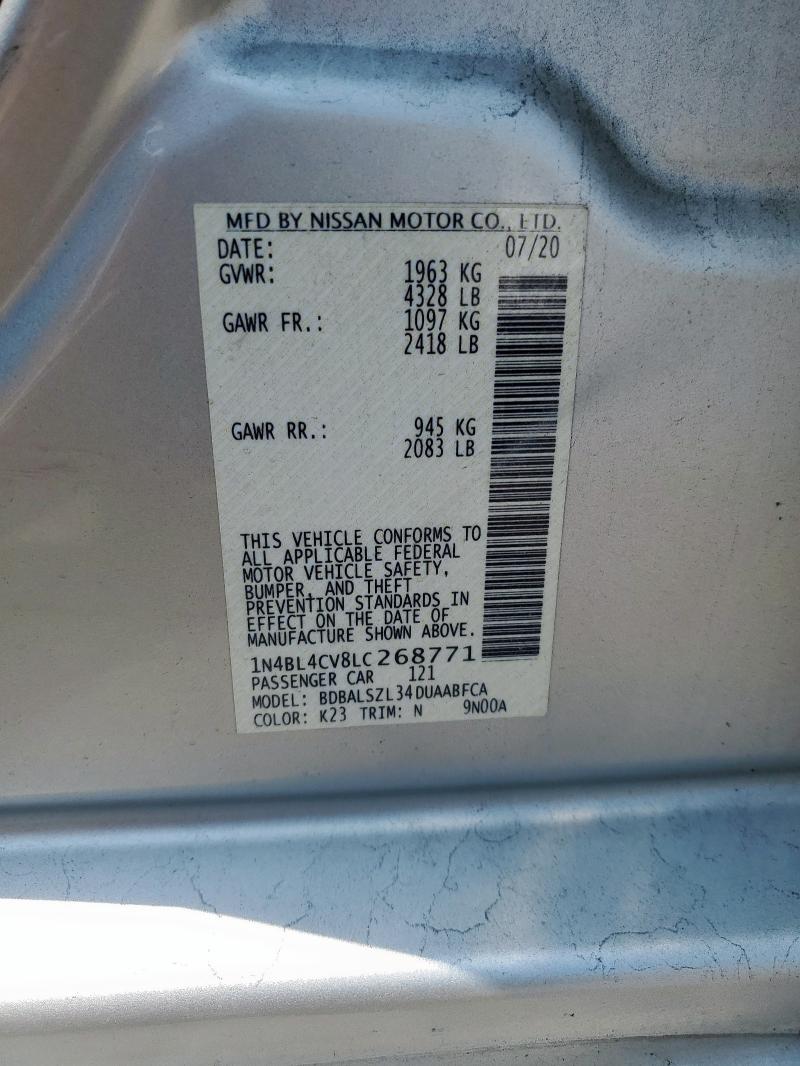 MFD BY NISSAN MOTOR CO., LTD.
DATE: 07/20
GVWR: 1963 KG
4328 LB
GAWR FR.: 1097 KG
2418 LB
GAWR RR.: 945 KG
2083 LB
THIS VEHICLE CONFORMS TO
ALL APPLICABLE FEDERAL
MOTOR VEHICLE SAFETY,
BUMPER, AND THEFT
PREVENTION STANDARDS IN
EFFECT ON THE DATE OF
MANUFACTURE SHOWN ABOVE.
1N4BL4CV8LC268771
PASSENGER CAR 121
MODEL: BDBALSZL34DUAABFCA
COLOR: K23 TRIM: N 9N00A